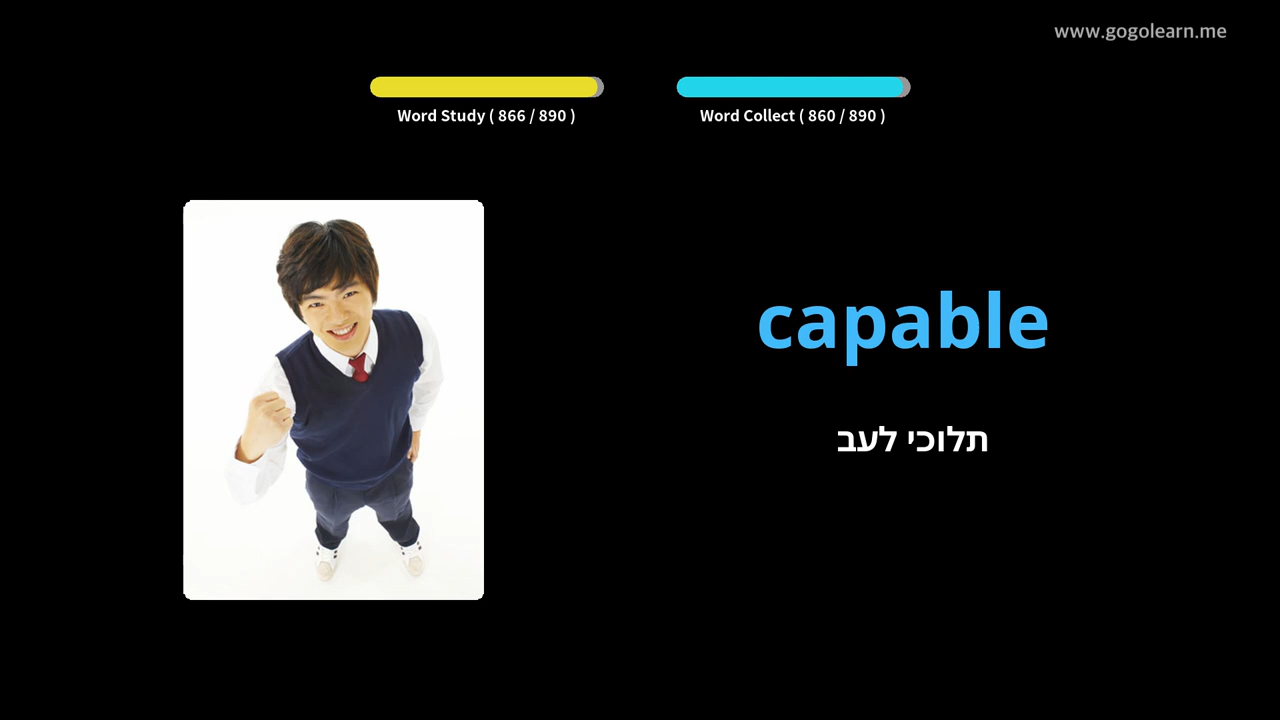 www.gogolearn.me
Word Study ( 866 / 890 )
Word Collect ( 860 / 890 )
capable
תלוכי לעב